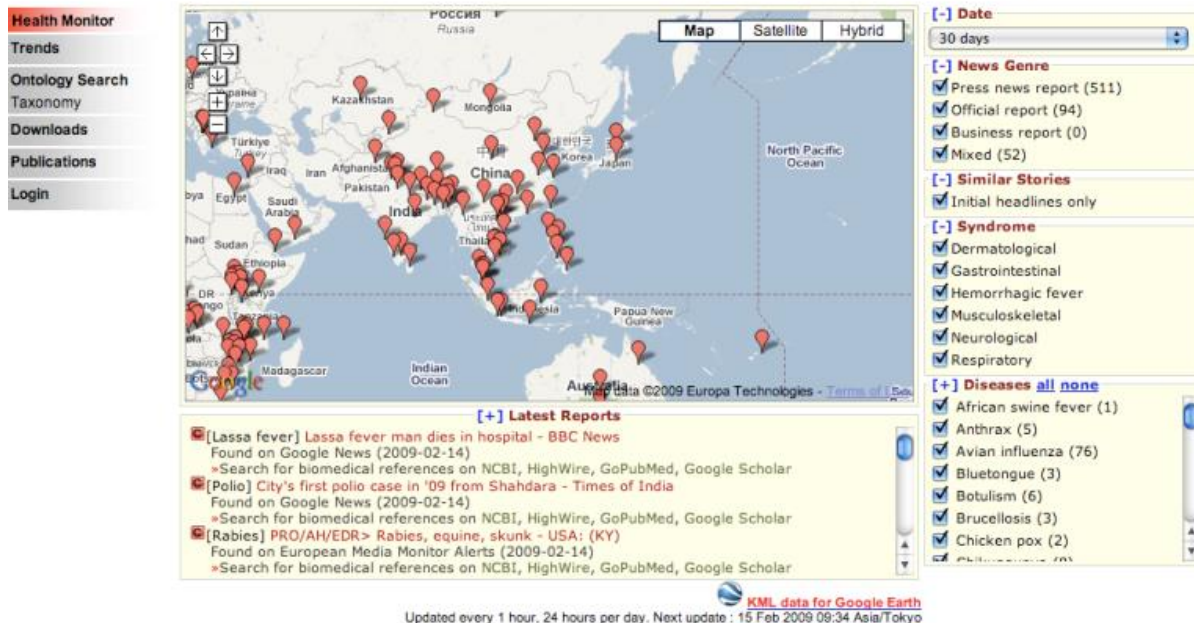 Health Monitor
Trends
Ontology Search
Taxonomy
Downloads
Publications
Login
РОССИЯ
Russia
Map
Satellite
Hybrid
Kazakhstan
Mongolia
Türkiye
Turkey
Iraq
Iran
Afghanistan
Pakistan
China
대한민국
Korea
Japan
North Pacific
Ocean
Egypt
Saudi
Arabia
India
Sudan
Ethiopia
Kenya
DR
Tanzania
Papua New
Guinea
Madagascar
Indian
Ocean
Australia
Google
Map data ©2009 Europa Technologies -
[+] Latest Reports
C [Lassa fever] Lassa fever man dies in hospital - BBC News
Found on Google News (2009-02-14)
»Search for biomedical references on NCBI, HighWire, GoPubMed, Google Scholar
C [Polio] City's first polio case in '09 from Shahdara - Times of India
Found on Google News (2009-02-14)
»Search for biomedical references on NCBI, HighWire, GoPubMed, Google Scholar
C [Rabies] PRO/AH/EDR> Rabies, equine, skunk - USA: (KY)
Found on European Media Monitor Alerts (2009-02-14)
»Search for biomedical references on NCBI, HighWire, GoPubMed, Google Scholar
[-] Date
30 days
[-] News Genre
Press news report (511)
Official report (94)
Business report (0)
Mixed (52)
[-] Similar Stories
Initial headlines only
[-] Syndrome
Dermatological
Gastrointestinal
Hemorrhagic fever
Musculoskeletal
Neurological
Respiratory
[+] Diseases all none
African swine fever (1)
Anthrax (5)
Avian influenza (76)
Bluetongue (3)
Botulism (6)
Brucellosis (3)
Chicken pox (2)
KML data for Google Earth
Updated every 1 hour, 24 hours per day. Next update : 15 Feb 2009 09:34 Asia/Tokyo